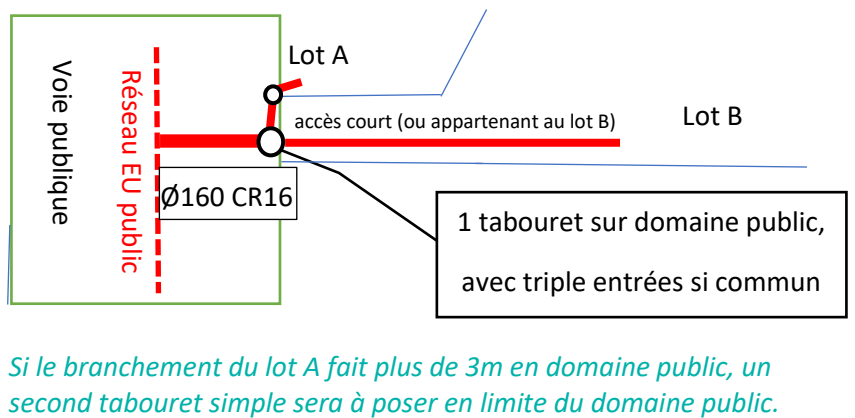 Voie publique
Réseau EU public
Lot A
accès court (ou appartenant au lot B)
Lot B
Ø160 CR16
1 tabouret sur domaine public,
avec triple entrées si commun
Si le branchement du lot A fait plus de 3m en domaine public, un
second tabouret simple sera à poser en limite du domaine public.